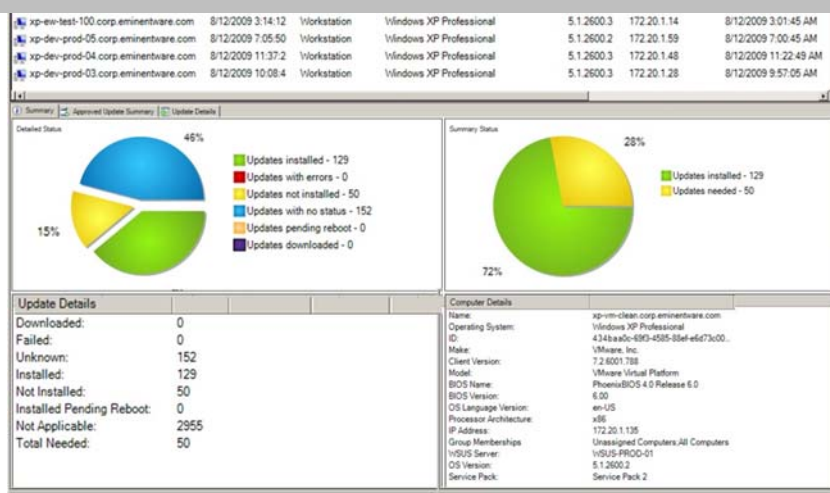 xp-ew-test-100.corp.eminentware.com 8/12/2009 3:14:12 Workstation Windows XP Professional 5.1.2600.3 172.20.1.14 8/12/2009 3:01:45 AM
xp-dev-prod-05.corp.eminentware.com 8/12/2009 7:05:50 Workstation Windows XP Professional 5.1.2600.2 172.20.1.59 8/12/2009 7:00:45 AM
xp-dev-prod-04.corp.eminentware.com 8/12/2009 11:37:2 Workstation Windows XP Professional 5.1.2600.3 172.20.1.48 8/12/2009 11:22:49 AM
xp-dev-prod-03.corp.eminentware.com 8/12/2009 10:08:4 Workstation Windows XP Professional 5.1.2600.3 172.20.1.28 8/12/2009 9:57:05 AM
Summary Approved Update Summary Update Details
Detailed Status
46%
15%
Updates installed - 129
Updates with errors - 0
Updates not installed - 50
Updates with no status - 152
Updates pending reboot - 0
Updates downloaded - 0
Summary Status
28%
72%
Updates installed - 129
Updates needed - 50
Update Details
Downloaded: 0
Failed: 0
Unknown: 152
Installed: 129
Not Installed: 50
Installed Pending Reboot: 0
Not Applicable: 2955
Total Needed: 50
Computer Details
Name: xp-vm-clean.corp.eminentware.com
Operating System: Windows XP Professional
ID: 434baa0c-69f3-4585-88ef-e6d73c00...
Make: VMware, Inc.
Client Version: 7.2.6001.788
Model: VMware Virtual Platform
BIOS Name: PhoenixBIOS 4.0 Release 6.0
BIOS Version: 6.00
OS Language Version: en-US
Processor Architecture: x86
IP Address: 172.20.1.135
Group Memberships Unassigned Computers,All Computers
WSUS Server: WSUS-PROD-01
OS Version: 5.1.2600.2
Service Pack: Service Pack 2